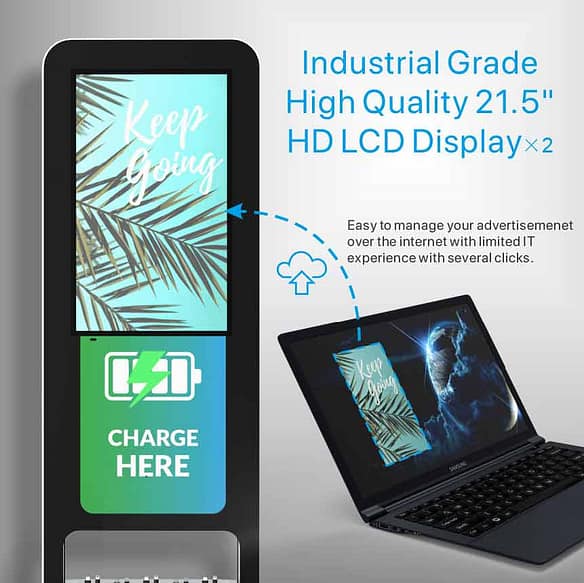 Industrial Grade
High Quality 21.5"
HD LCD Display×2
Keep
Going
Easy to manage your advertisemenet
over the internet with limited IT
experience with several clicks.
Keep
Going
CHARGE
HERE
SAMSUNG